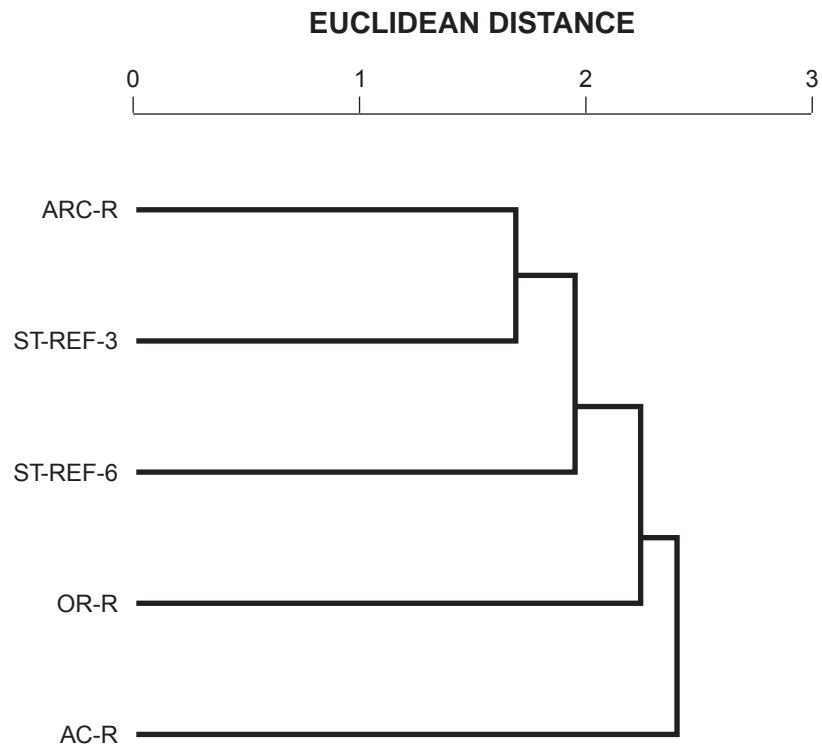 EUCLIDEAN DISTANCE
0 1 2 3
ARC-R
ST-REF-3
ST-REF-6
OR-R
AC-R